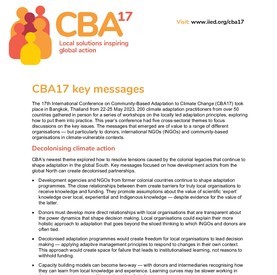 CBA17
Local solutions inspiring
global action
Visit www.iied.org/cba17
CBA17 key messages
The 17th International Conference on Community-Based Adaptation to Climate Change (CBA17) took
place in Bangkok, Thailand from 22-25 May 2023. 200 climate adaptation practitioners from over 50
countries gathered in person for a series of workshops on the locally led adaptation principles, exploring
how to put them into practice. This year's conference had five cross-sectoral themes to focus
discussions on the key issues. The messages that emerged are of value to a range of different
organisations — but particularly to donors, international NGOs (INGOs) and community-based
organisations in climate-vulnerable contexts.
Decolonising climate action
CBA's newest theme explored how to resolve tensions caused by the colonial legacies that continue to
shape adaptation in the global South. Key messages focused on how development actors from the
global North can create decolonised partnerships.
• Development agencies and INGOs from former colonial countries continue to shape adaptation
programmes. The close relationships between them create barriers for truly local organisations to
receive knowledge and funding. They promote assumptions about the value of scientific 'expert'
knowledge over local, experiential and Indigenous knowledge — despite evidence for the value of
the latter.
• Donors must develop more direct relationships with local organisations that are transparent about
the power dynamics that shape decision making. Local organisations could explain their more
holistic approach to adaptation that goes beyond the siloed thinking to which INGOs and donors are
often tied.
• Decolonised adaptation programmes would create freedom for local organisations to lead decision
making — applying adaptive management principles to respond to changes in their own context.
This approach would create space for failure that leads to institutionalised learning, not reasons to
withhold funding.
• Capacity building models can become two-way — with donors and intermediaries recognising how
they can learn from local knowledge and experience. Learning curves may be slower working in